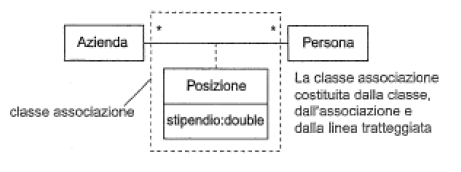 Azienda
*
*
Persona
Posizione
stipendio:double
classe associazione
La classe associazione
costituita dalla classe,
dall'associazione e
dalla linea tratteggiata